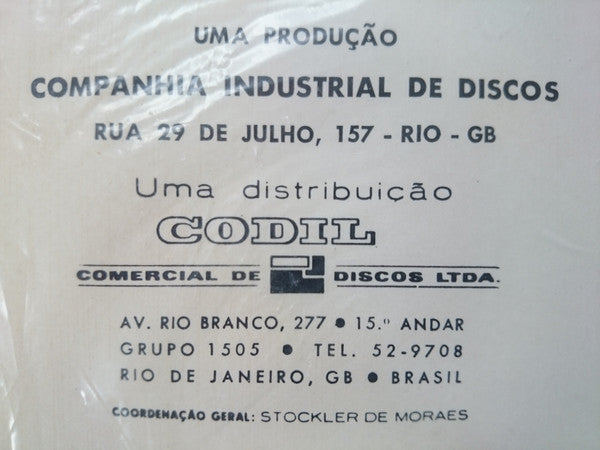 UMA PRODUÇÃO
COMPANHIA INDUSTRIAL DE DISCOS
RUA 29 DE JULHO, 157 - RIO - GB
Uma distribuição
CODIL
COMERCIAL DE DISCOS LTDA.
AV. RIO BRANCO, 277 • 15.º ANDAR
GRUPO 1505 • TEL. 52-9708
RIO DE JANEIRO, GB • BRASIL
COORDENAÇÃO GERAL: STOCKLER DE MORAES